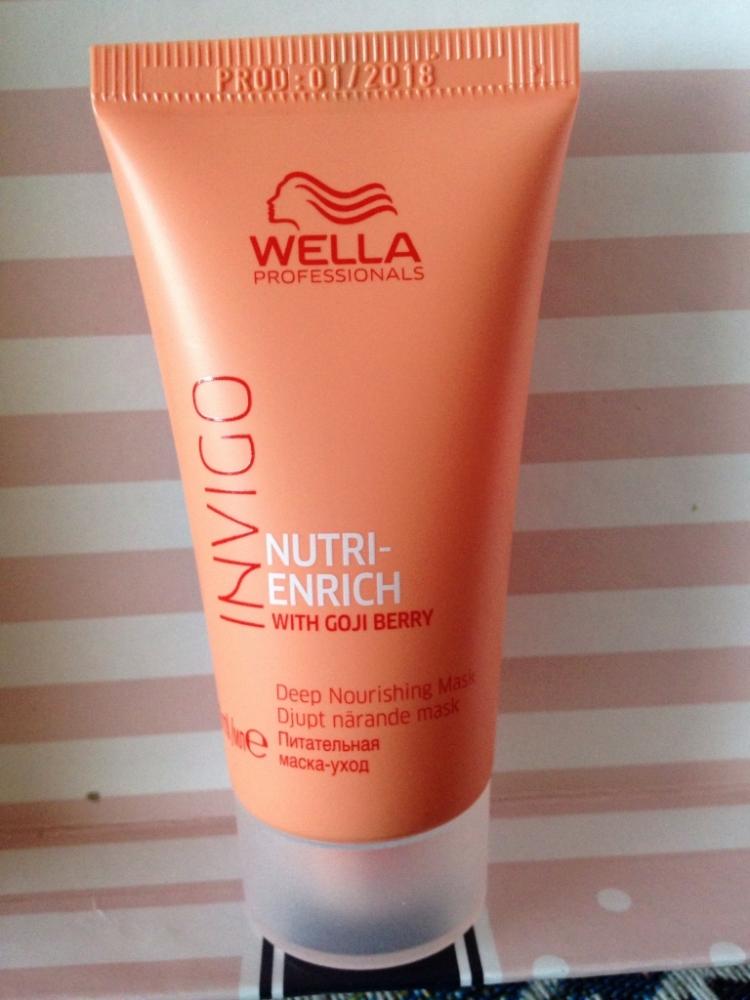 PROD:01/2018
WELLA
PROFESSIONALS
INVIGO
NUTRI-
ENRICH
WITH GOJI BERRY
Deep Nourishing Mask
Djupt närande mask
Питательная
маска-уход